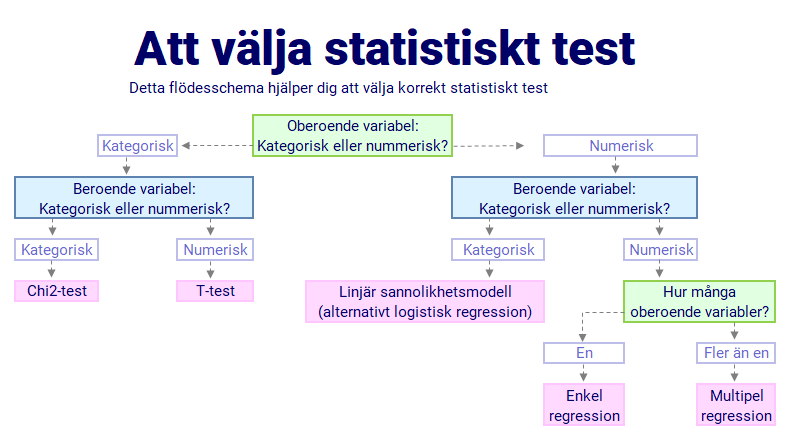 Att välja statistiskt test
Detta flödesschema hjälper dig att välja korrekt statistiskt test
Oberoende variabel:
Kategorisk eller nummerisk?
Kategorisk
Numerisk
Beroende variabel:
Kategorisk eller nummerisk?
Beroende variabel:
Kategorisk eller nummerisk?
Kategorisk
Numerisk
Kategorisk
Numerisk
Chi2-test
T-test
Linjär sannolikhetsmodell
(alternativt logistisk regression)
Hur många
oberoende variabler?
En
Fler än en
Enkel
regression
Multipel
regression